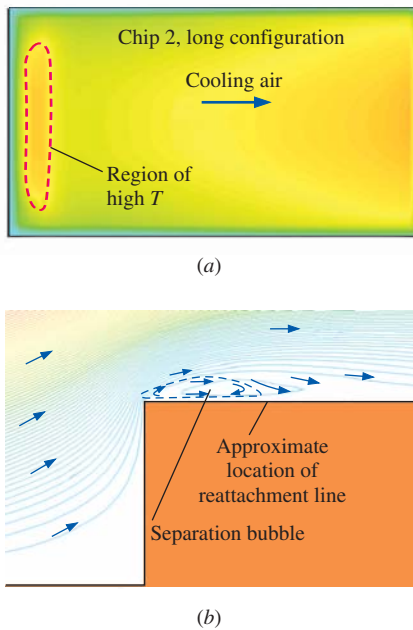 Chip 2, long configuration
Cooling air
Region of
high T
(a)
Approximate
location of
reattachment line
Separation bubble
(b)